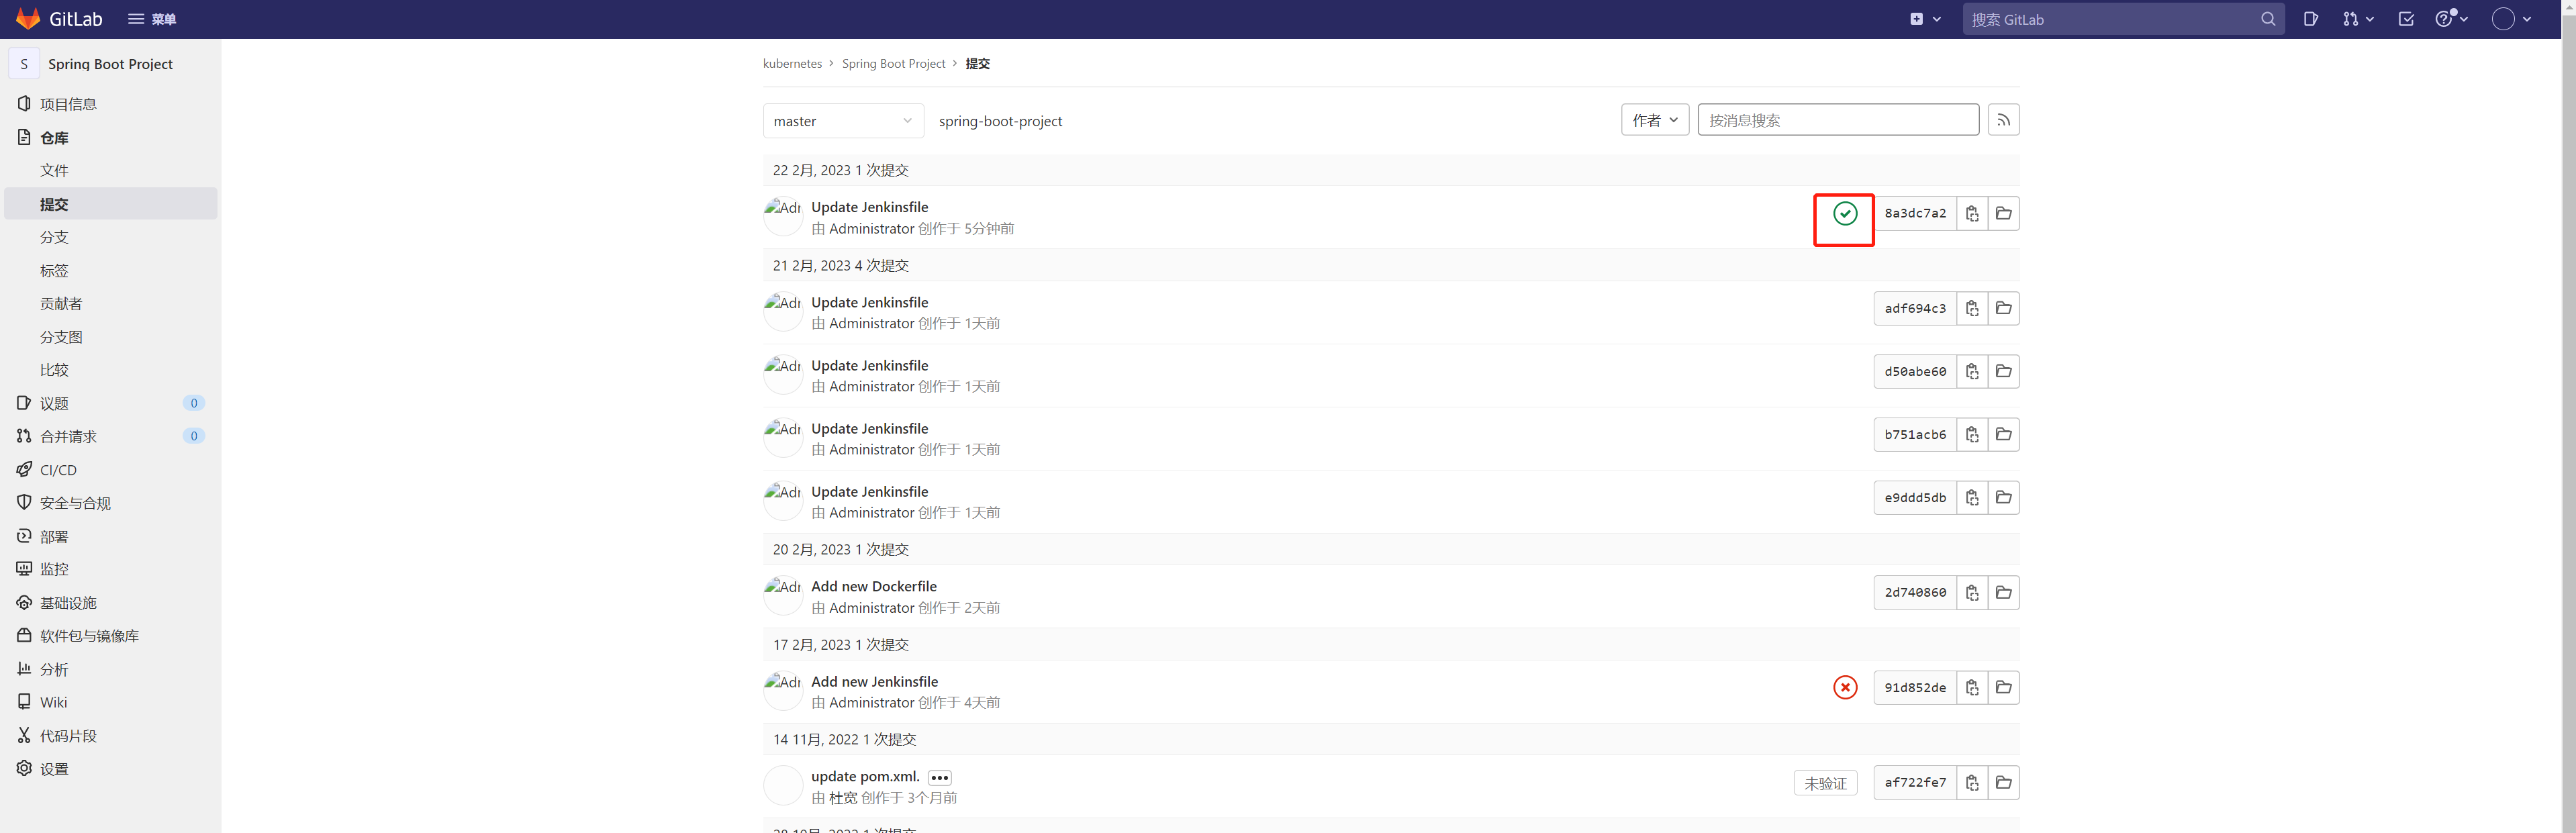 GitLab 菜单 搜索 GitLab
S Spring Boot Project
项目信息
仓库
文件
提交
分支
标签
贡献者
分支图
比较
议题 0
合并请求 0
CI/CD
安全与合规
部署
监控
基础设施
软件包与镜像库
分析
Wiki
代码片段
设置
kubernetes > Spring Boot Project > 提交
master spring-boot-project 作者 按消息搜索
22 2月, 2023 1 次提交
Adr Update Jenkinsfile 8a3dc7a2
由 Administrator 创作于 5分钟前
21 2月, 2023 4 次提交
Adr Update Jenkinsfile adf694c3
由 Administrator 创作于 1天前
Adr Update Jenkinsfile d50abe60
由 Administrator 创作于 1天前
Adr Update Jenkinsfile b751acb6
由 Administrator 创作于 1天前
Adr Update Jenkinsfile e9ddd5db
由 Administrator 创作于 1天前
20 2月, 2023 1 次提交
Adr Add new Dockerfile 2d740860
由 Administrator 创作于 2天前
17 2月, 2023 1 次提交
Adr Add new Jenkinsfile 91d852de
由 Administrator 创作于 4天前
14 11月, 2022 1 次提交
update pom.xml. ••• 未验证 af722fe7
由 杜宽 创作于 3个月前